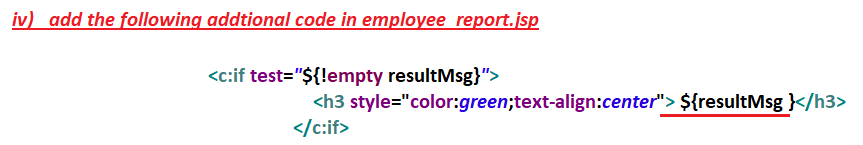 iv)   add the following addtional code in employee_report.jsp
<c:if test="${!empty resultMsg}">
<h3 style="color:green;text-align:center"> ${resultMsg }</h3>
</c:if>